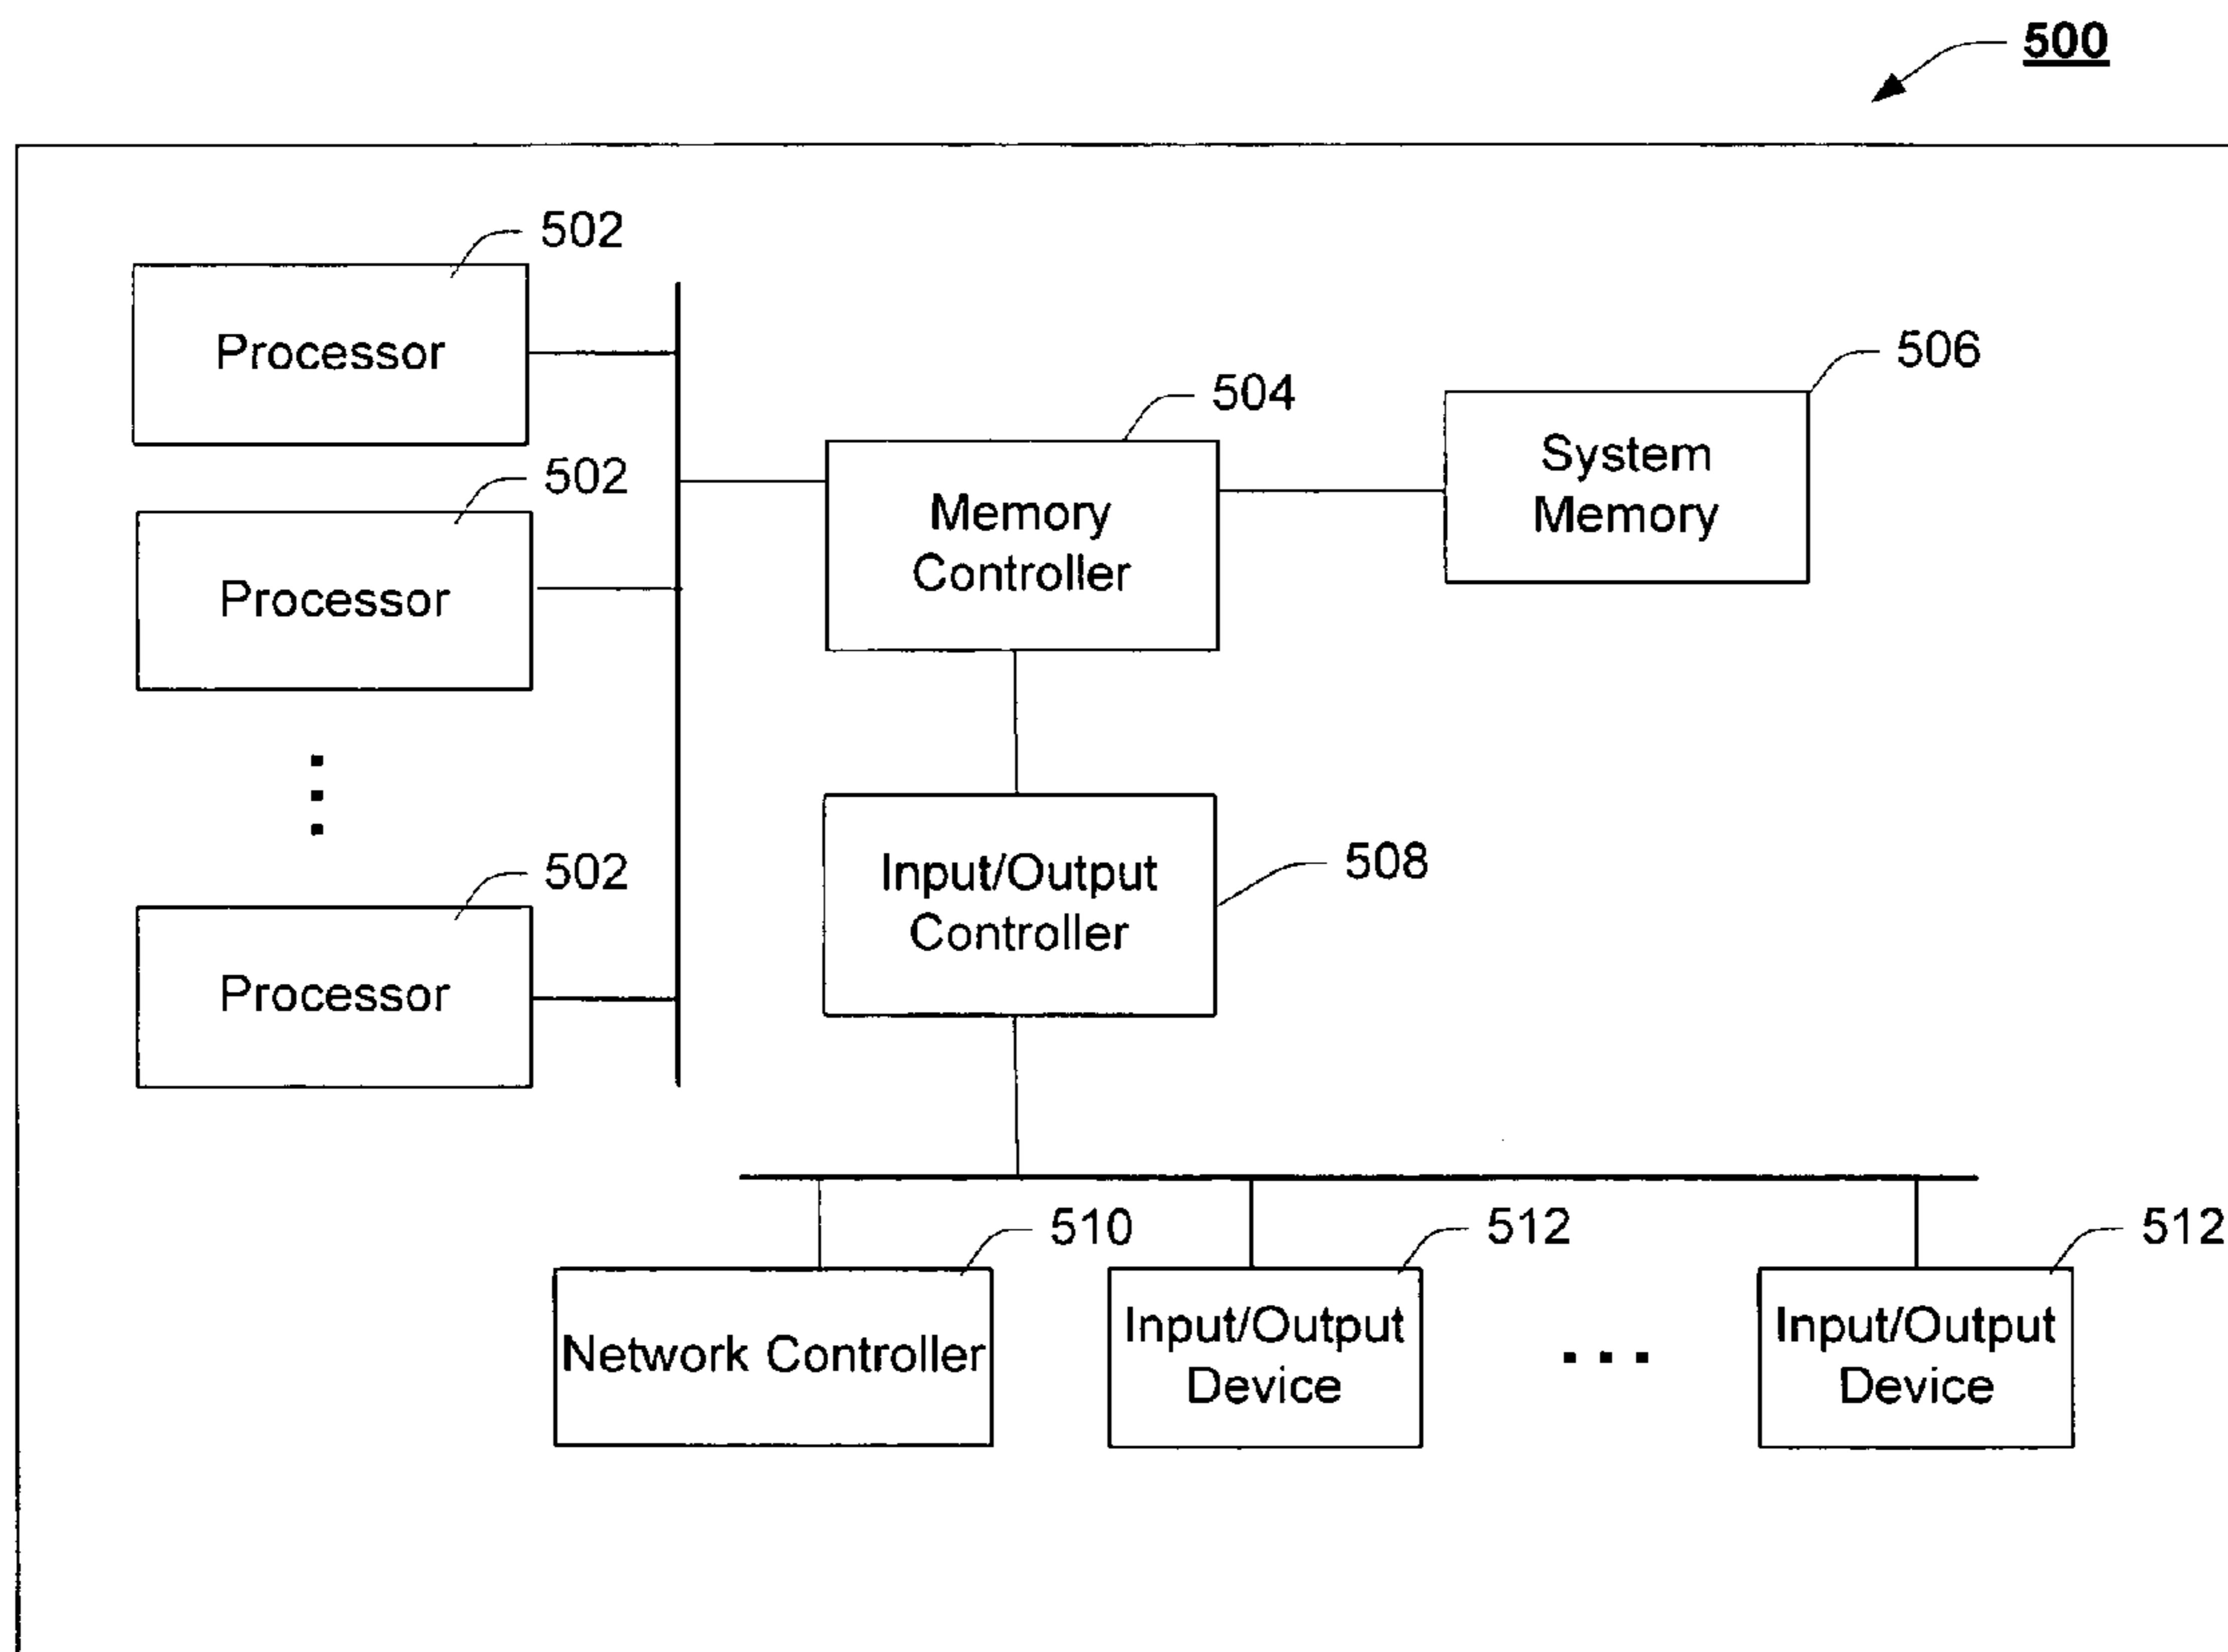 500
502
Processor
502
Processor
502
Processor
504
Memory
Controller
506
System
Memory
508
Input/Output
Controller
510
Network Controller
512
Input/Output
Device
512
Input/Output
Device